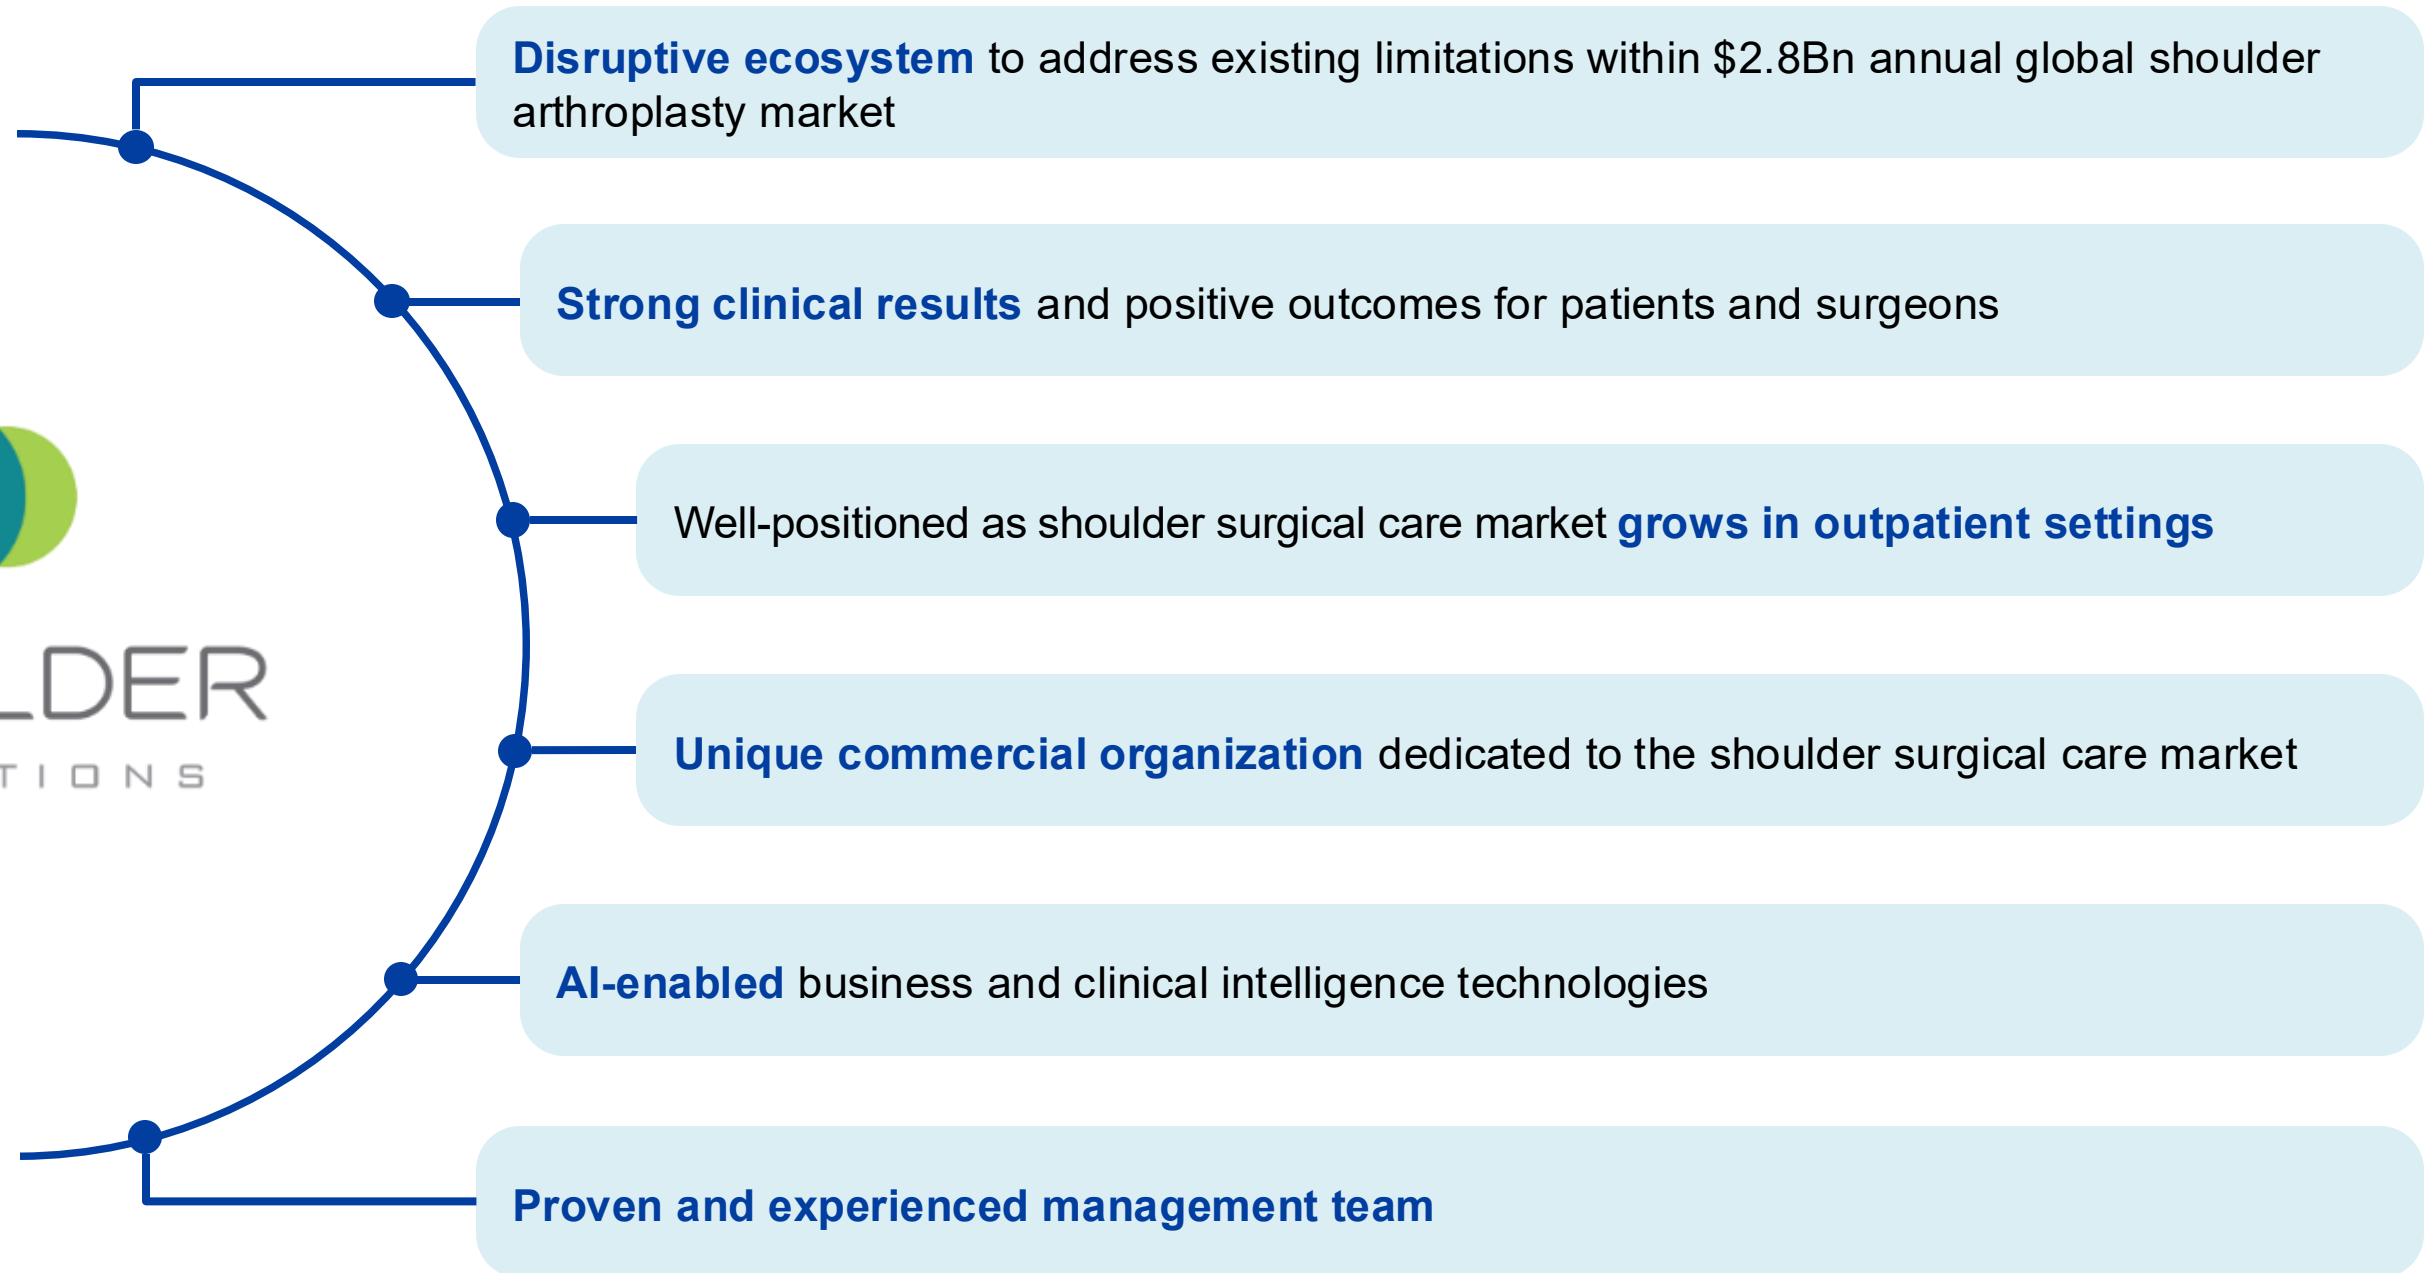 Disruptive ecosystem to address existing limitations within $2.8Bn annual global shoulder
arthroplasty market
Strong clinical results and positive outcomes for patients and surgeons
Well-positioned as shoulder surgical care market grows in outpatient settings
LDER
TIONS
Unique commercial organization dedicated to the shoulder surgical care market
AI-enabled business and clinical intelligence technologies
Proven and experienced management team